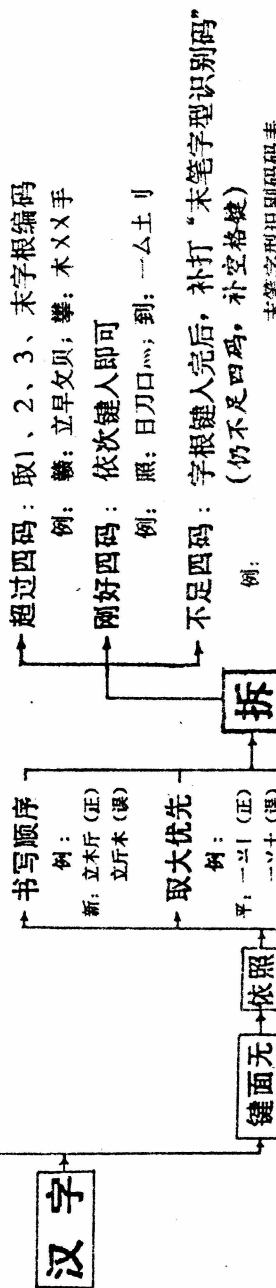 汉字
键面无
依照
书写顺序
例：
新：立木斤（正）
立斤木（误）
取大优先
例：
平：一丷丨（正）
拆
超过四码：取1、2、3、末字根编码
例：赣：立早夂贝；攀：木㐅㐅手
刚好四码：依次键入即可
例：照：日刀口灬；到：一厶土刂
不足四码：字根键入完后，补打“末笔字型识别码”
（仍不足四码，补空格键）
例：
末笔字型识别码码表